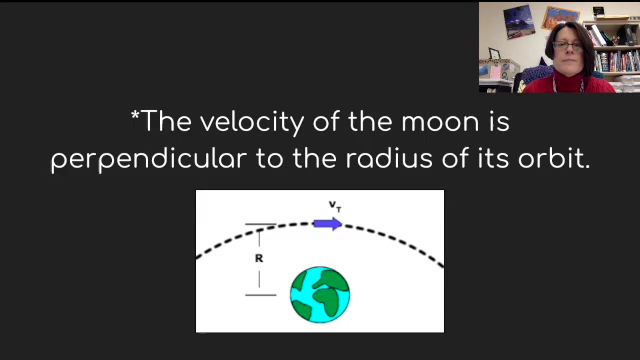 *The velocity of the moon is
perpendicular to the radius of its orbit.
vT
R